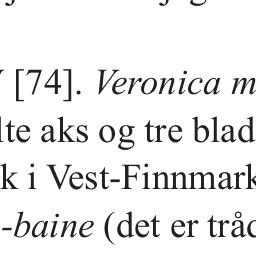 [74]. Veronica m
lte aks og tre blad
k i Vest-Finnmark
-baine (det er tråd